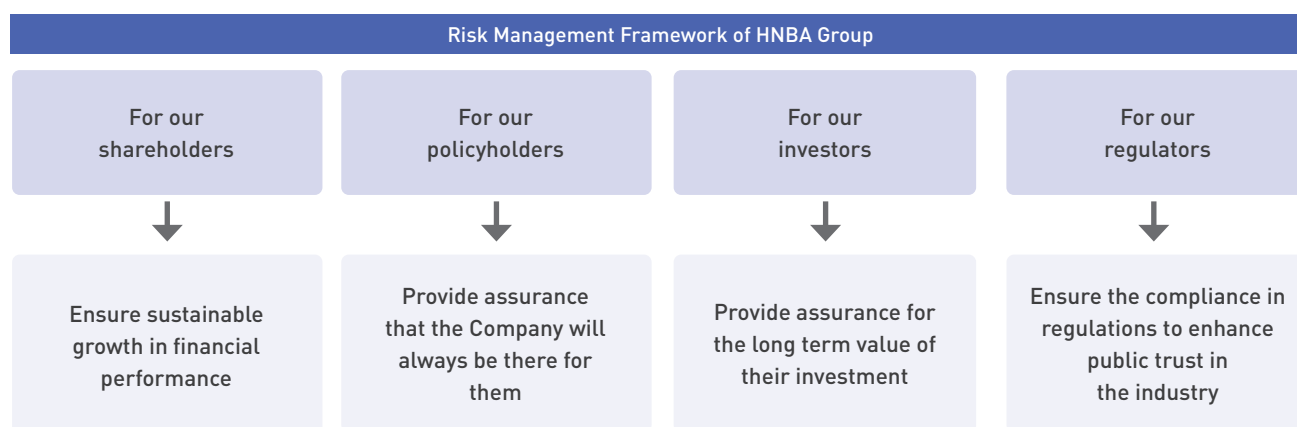 Risk Management Framework of HNBA Group
For our
shareholders
For our
policyholders
For our
investors
For our
regulators
Ensure sustainable
growth in financial
performance
Provide assurance
that the Company will
always be there for
them
Provide assurance for
the long term value of
their investment
Ensure the compliance in
regulations to enhance
public trust in
the industry